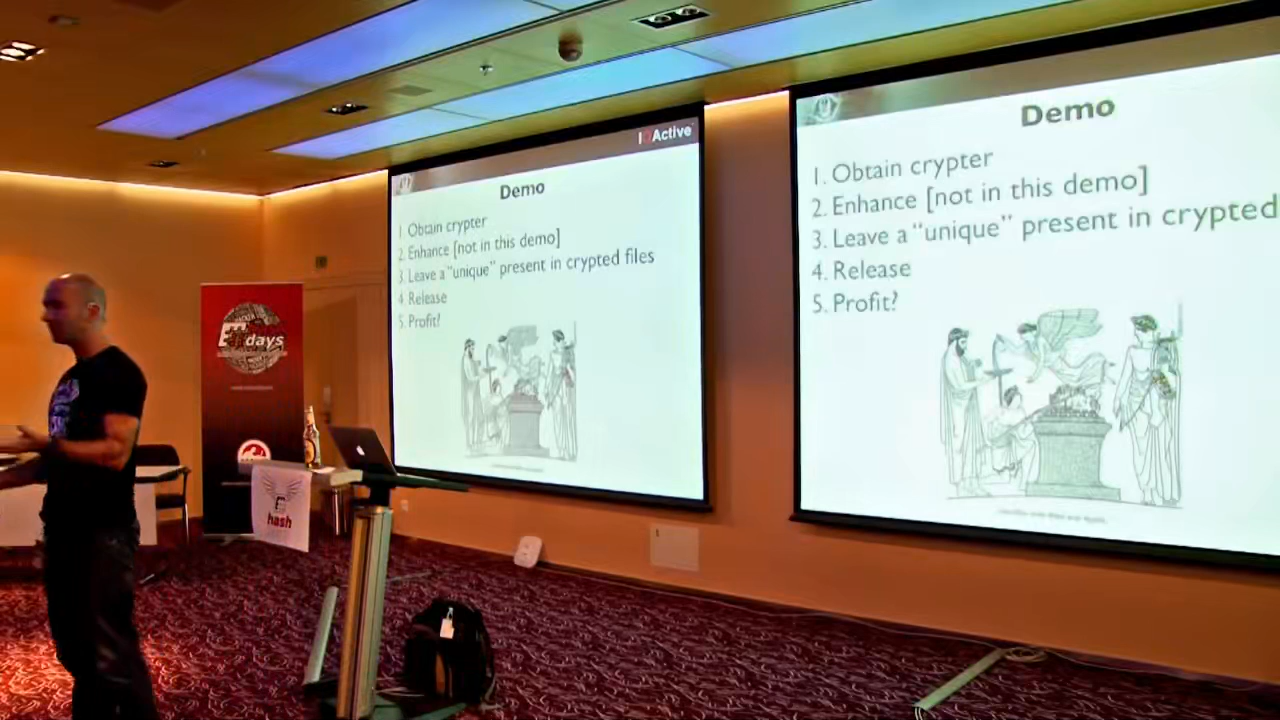 IOActive
Demo
1. Obtain crypter
2. Enhance [not in this demo]
3. Leave a "unique" present in crypted files
4. Release
5. Profit?
Demo
1. Obtain crypter
2. Enhance [not in this demo]
3. Leave a "unique" present in crypted
4. Release
5. Profit?
days
hash